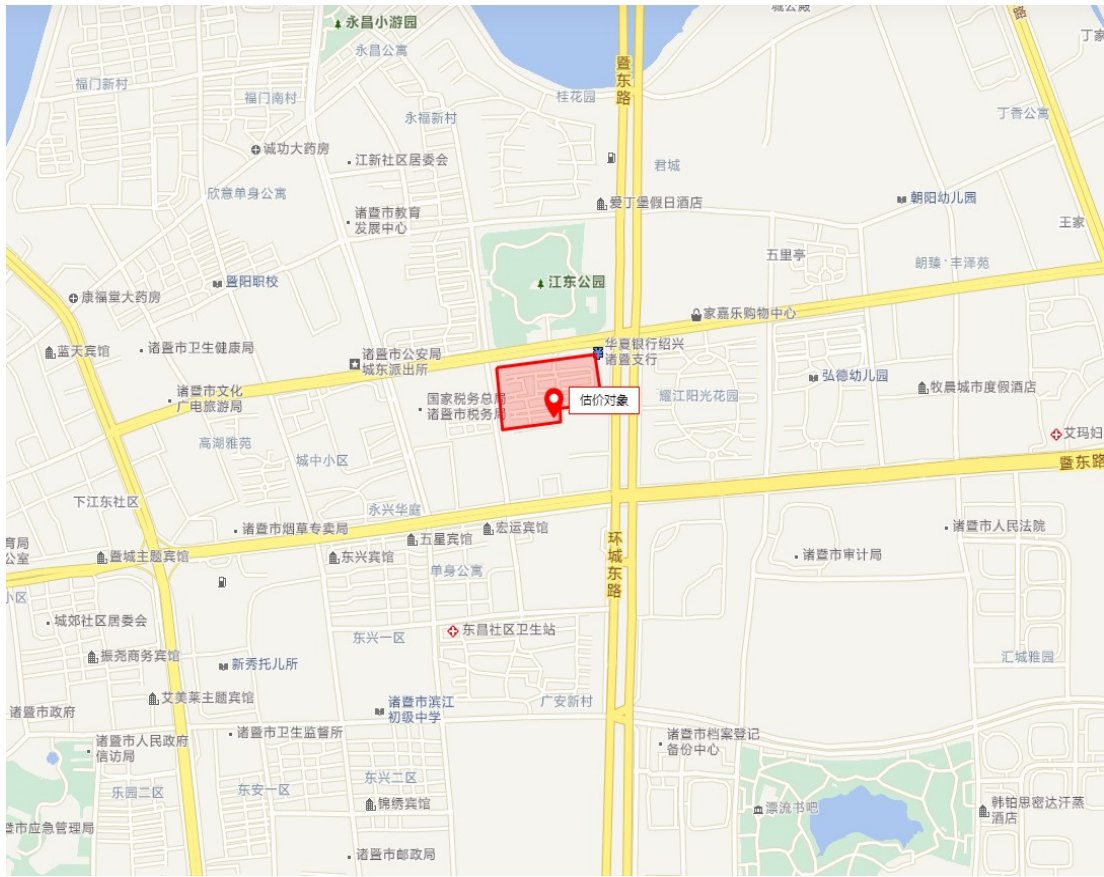 城公殿
路
永昌小游园
永昌公寓
丁家
暨东路
福门新村
福门南村
桂花园
永福新村
丁香公寓
诚功大药房
江新社区居委会
君城
欣意单身公寓
爱丁堡假日酒店
朝阳幼儿园
诸暨市教育
发展中心
王家
五里亭
朗臻·丰泽苑
暨阳职校
江东公园
康福堂大药房
家嘉乐购物中心
蓝天宾馆
诸暨市卫生健康局
诸暨市公安局
城东派出所
华夏银行绍兴
诸暨支行
弘德幼儿园
牧晨城市度假酒店
诸暨市文化
广电旅游局
国家税务总局
诸暨市税务局
估价对象
耀江阳光花园
艾玛妇
高湖雅苑
城中小区
暨东路
下江东社区
永兴华庭
诸暨市烟草专卖局
宏运宾馆
诸暨市人民法院
育局
公室
暨城主题宾馆
东兴宾馆
五星宾馆
环城东路
诸暨市审计局
单身公寓
小区
城郊社区居委会
东兴一区
东昌社区卫生站
振尧商务宾馆
新秀托儿所
汇城雅园
艾美莱主题宾馆
诸暨市滨江
初级中学
广安新村
诸暨市政府
诸暨市卫生监督所
诸暨市人民政府
信访局
诸暨市档案登记
备份中心
乐园二区
东安一区
东兴二区
锦绣宾馆
漂流书吧
韩铂思密达汗蒸
酒店
暨市应急管理局
诸暨市邮政局